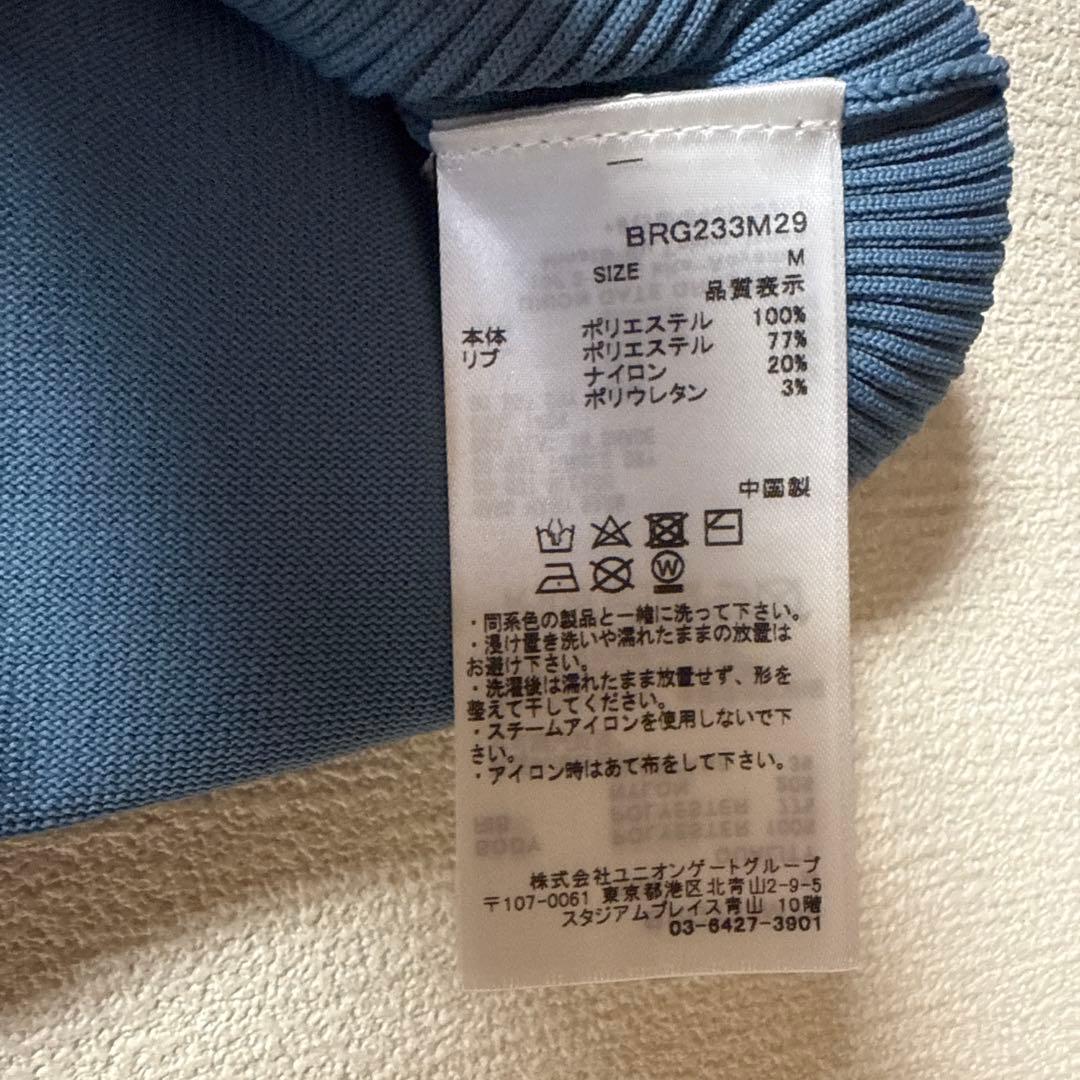 BRG233M29
SIZE M
品質表示
本体 ポリエステル 100%
リブ ポリエステル 77%
ナイロン 20%
ポリウレタン 3%
中国製
W
・同系色の製品と一緒に洗って下さい。
・浸け置き洗いや濡れたままの放置は
お避け下さい。
・洗濯後は濡れたまま放置せず、形を
整えて干してください。
・スチームアイロンを使用しないで下
さい。
・アイロン時はあて布をして下さい。
株式会社ユニオンゲートグループ
〒107-0061 東京都港区北青山2-9-5
スタジアムプレイス青山 10階
03-6427-3901